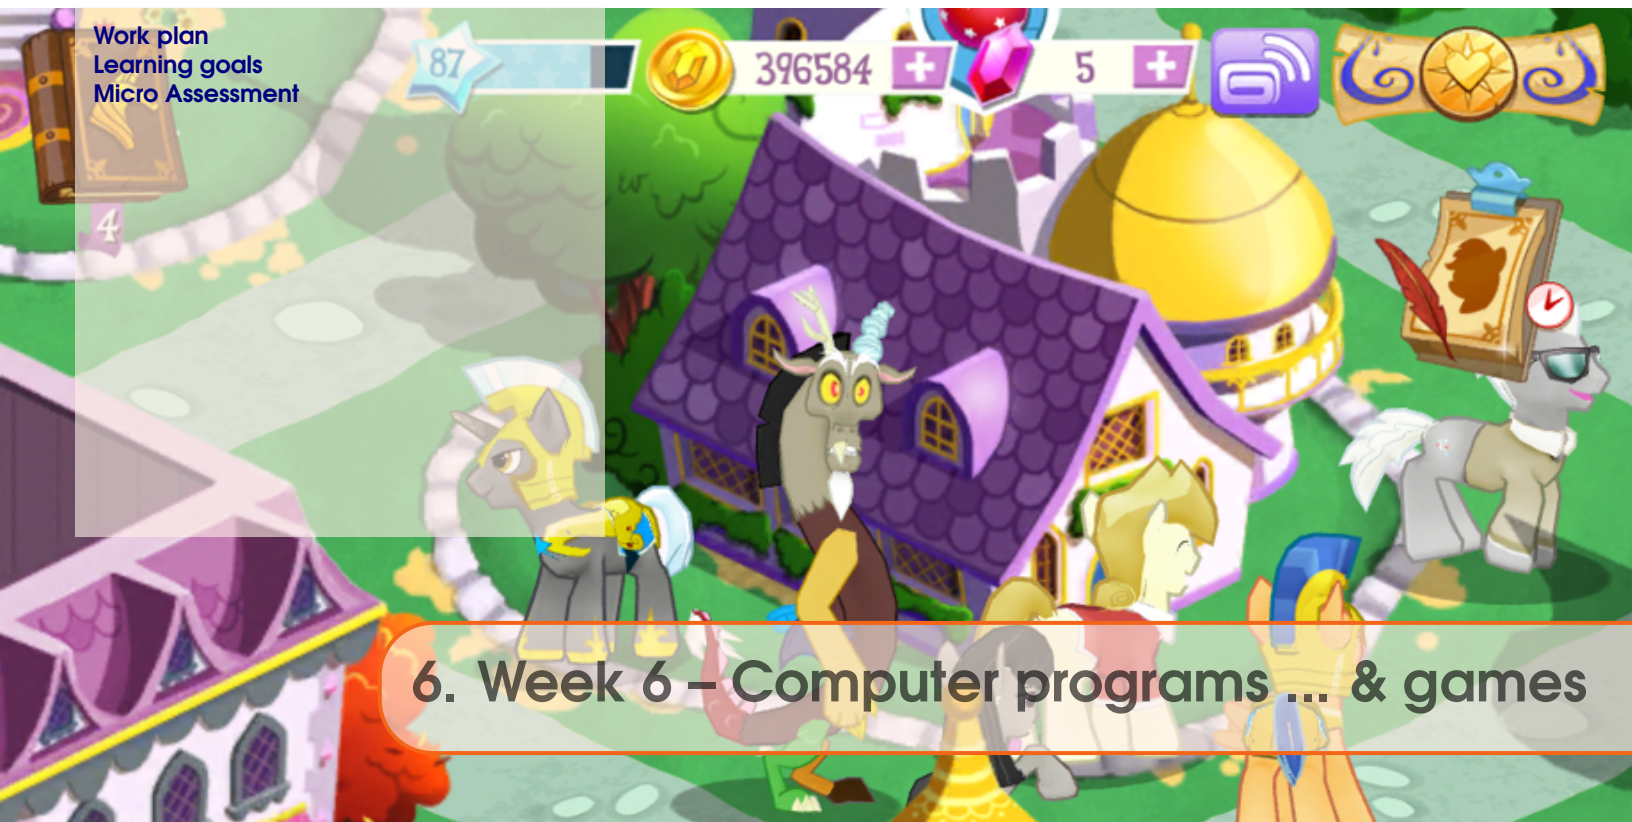 Work plan
Learning goals
Micro Assessment
87
396584
5
4
6. Week 6 – Computer programs ... & games